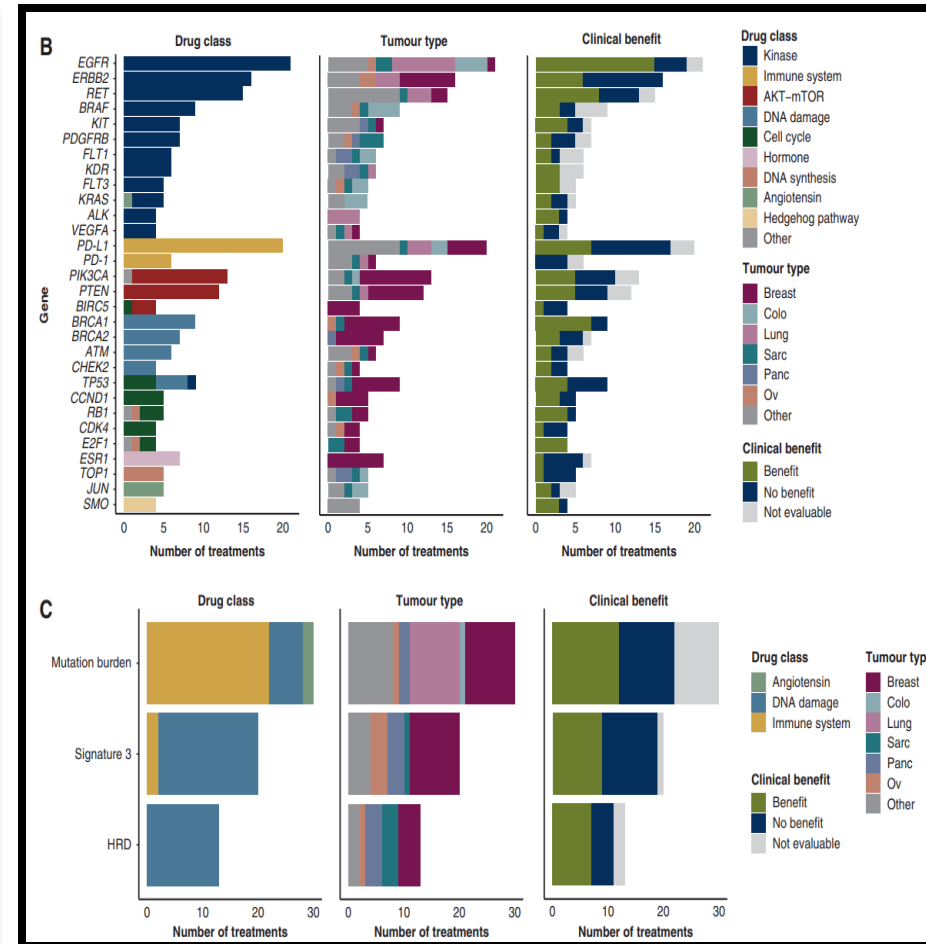 B
Drug class
Tumour type
Clinical benefit
Gene
EGFR
ERBB2
RET
BRAF
KIT
PDGFRB
FLT1
KDR
FLT3
KRAS
ALK
VEGFA
PD-L1
PD-1
PIK3CA
PTEN
BIRC5
BRCA1
BRCA2
ATM
CHEK2
TP53
CCND1
RB1
CDK4
E2F1
ESR1
TOP1
JUN
SMO
0 5 10 15 20
0 5 10 15 20
0 5 10 15 20
Number of treatments
Number of treatments
Number of treatments
Drug class
Kinase
Immune system
AKT–mTOR
DNA damage
Cell cycle
Hormone
DNA synthesis
Angiotensin
Hedgehog pathway
Other
Tumour type
Breast
Colo
Lung
Sarc
Panc
Ov
Other
Clinical benefit
Benefit
No benefit
Not evaluable
C
Drug class
Tumour type
Clinical benefit
Mutation burden
Signature 3
HRD
0 10 20 30
0 10 20 30
0 10 20 30
Number of treatments
Number of treatments
Number of treatments
Drug class
Angiotensin
DNA damage
Immune system
Clinical benefit
Benefit
No benefit
Not evaluable
Tumour typ
Breast
Colo
Lung
Sarc
Panc
Ov
Other